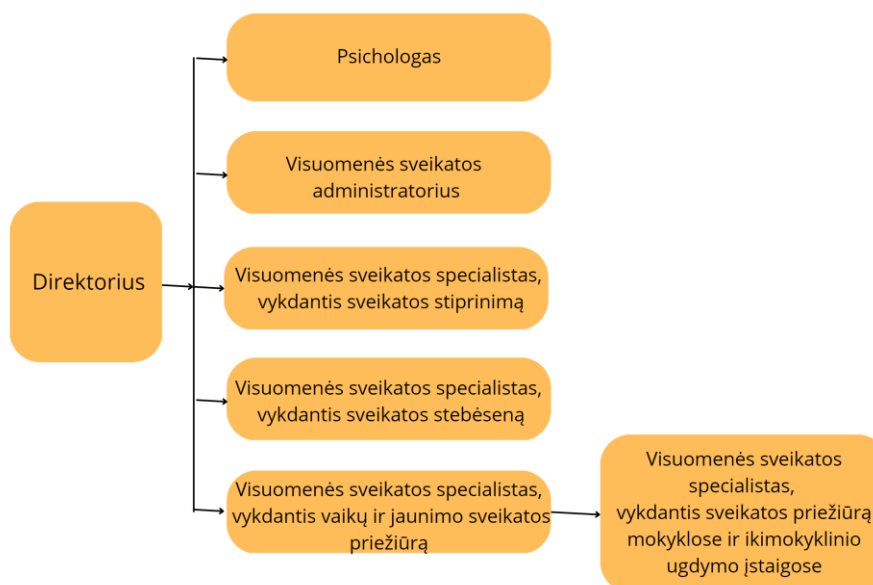 Psichologas
Visuomenės sveikatos
administratorius
Direktorius
Visuomenės sveikatos specialistas,
vykdantis sveikatos stiprinimą
Visuomenės sveikatos specialistas,
vykdantis sveikatos stebėseną
Visuomenės sveikatos specialistas,
vykdantis vaikų ir jaunimo sveikatos
priežiūrą
Visuomenės sveikatos
specialistas,
vykdantis sveikatos priežiūrą
mokyklose ir ikimokyklinio
ugdymo įstaigose